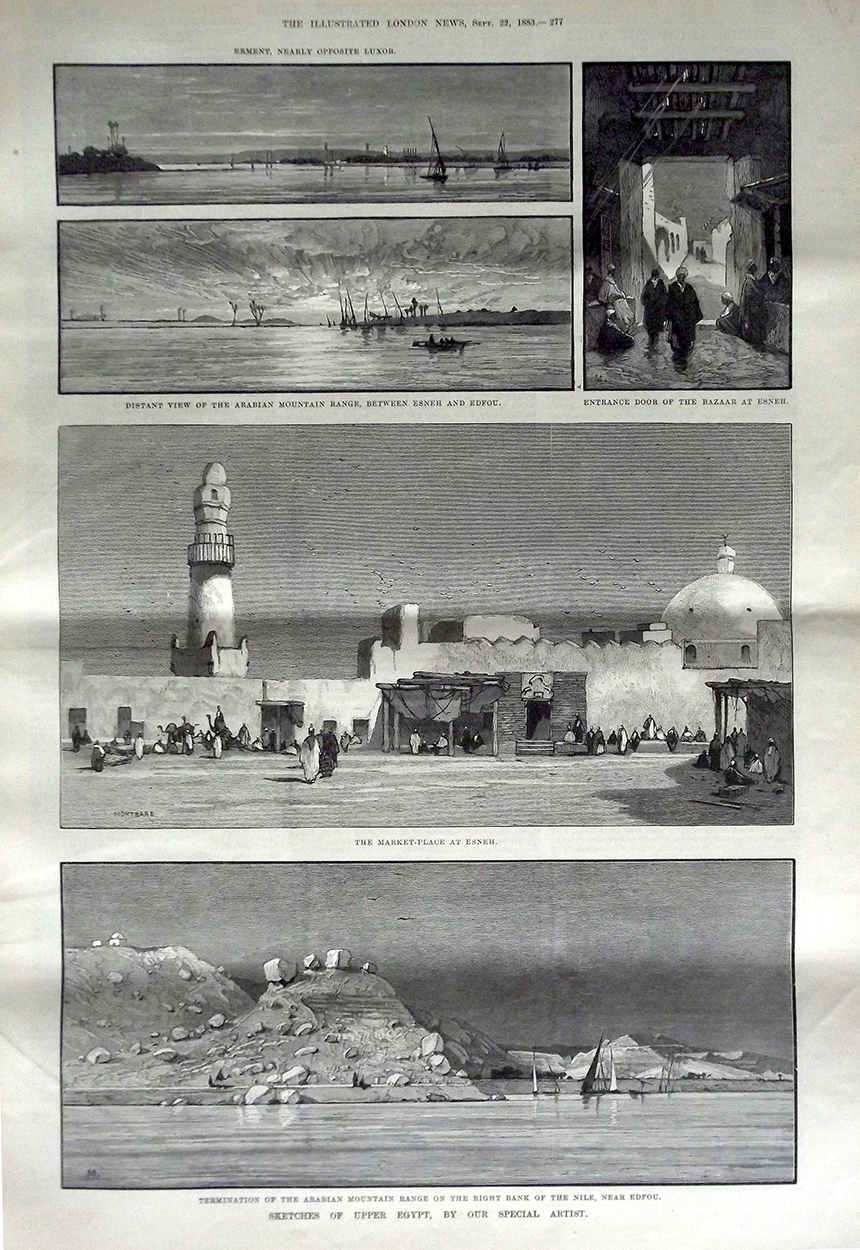 THE ILLUSTRATED LONDON NEWS, SEPT. 22, 1883.— 277
ERMENT, NEARLY OPPOSITE LUXOR.
DISTANT VIEW OF THE ARABIAN MOUNTAIN RANGE, BETWEEN ESNEH AND EDFOU.
ENTRANCE DOOR OF THE BAZAAR AT ESNEH.
MONTBARD
THE MARKET-PLACE AT ESNEH.
M.
TERMINATION OF THE ARABIAN MOUNTAIN RANGE ON THE RIGHT BANK OF THE NILE, NEAR EDFOU.
SKETCHES OF UPPER EGYPT, BY OUR SPECIAL ARTIST.